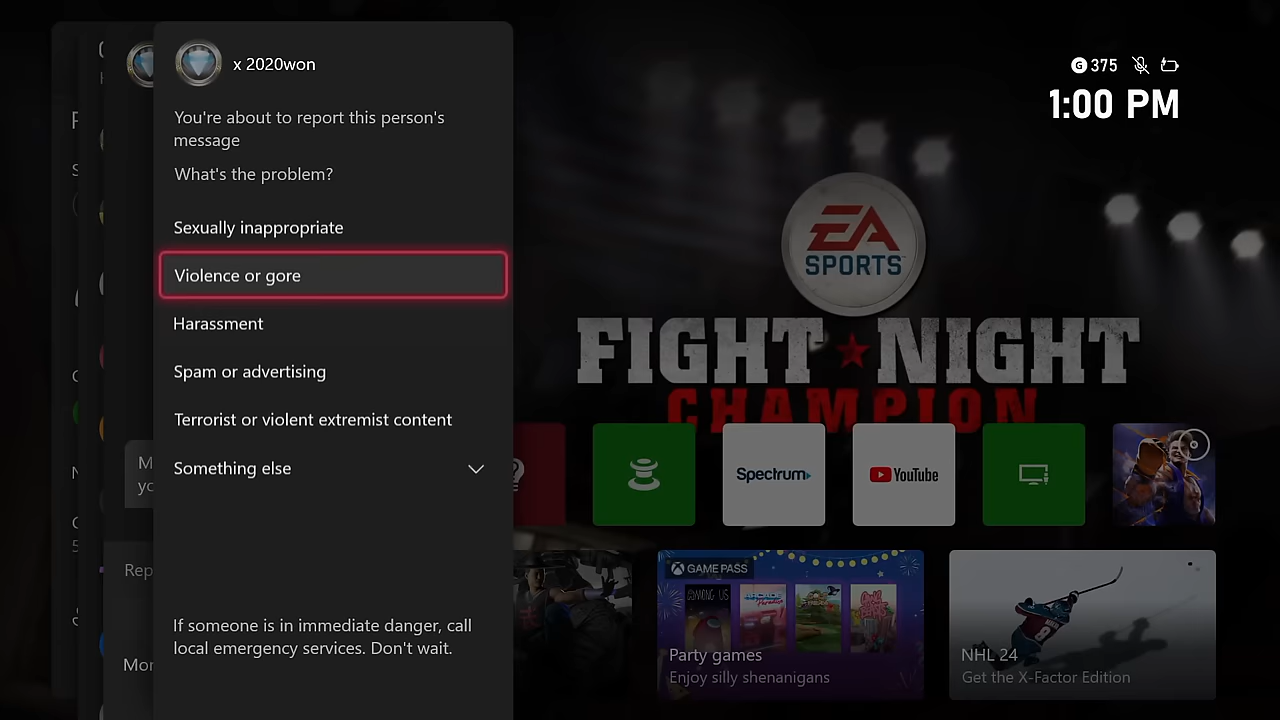 x 2020won
You're about to report this person's
message
What's the problem?
Sexually inappropriate
Violence or gore
Harassment
Spam or advertising
Terrorist or violent extremist content
Something else
If someone is in immediate danger, call
local emergency services. Don't wait.
Rep
Mor
G 375
1:00 PM
EA
SPORTS
FIGHT NIGHT
CHAMPION
Spectrum
YouTube
GAME PASS
AMONG US
Party games
Enjoy silly shenanigans
NHL 24
Get the X-Factor Edition